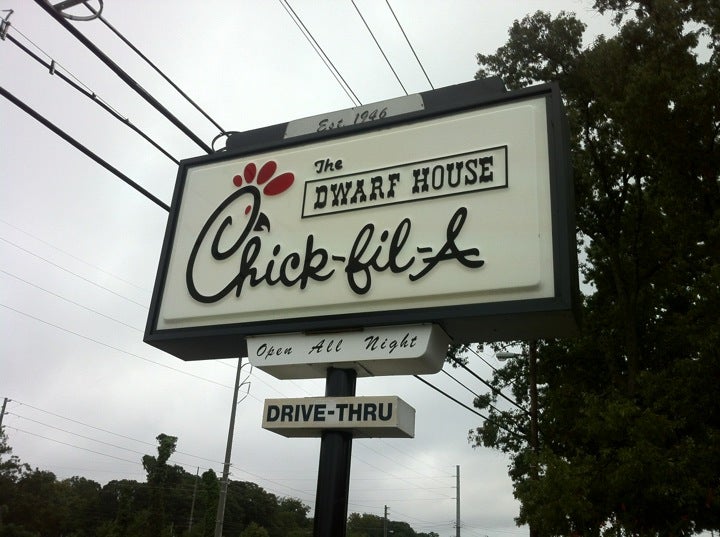 Est. 1946
The
DWARF HOUSE
Chick-fil-A
Open All Night
DRIVE-THRU